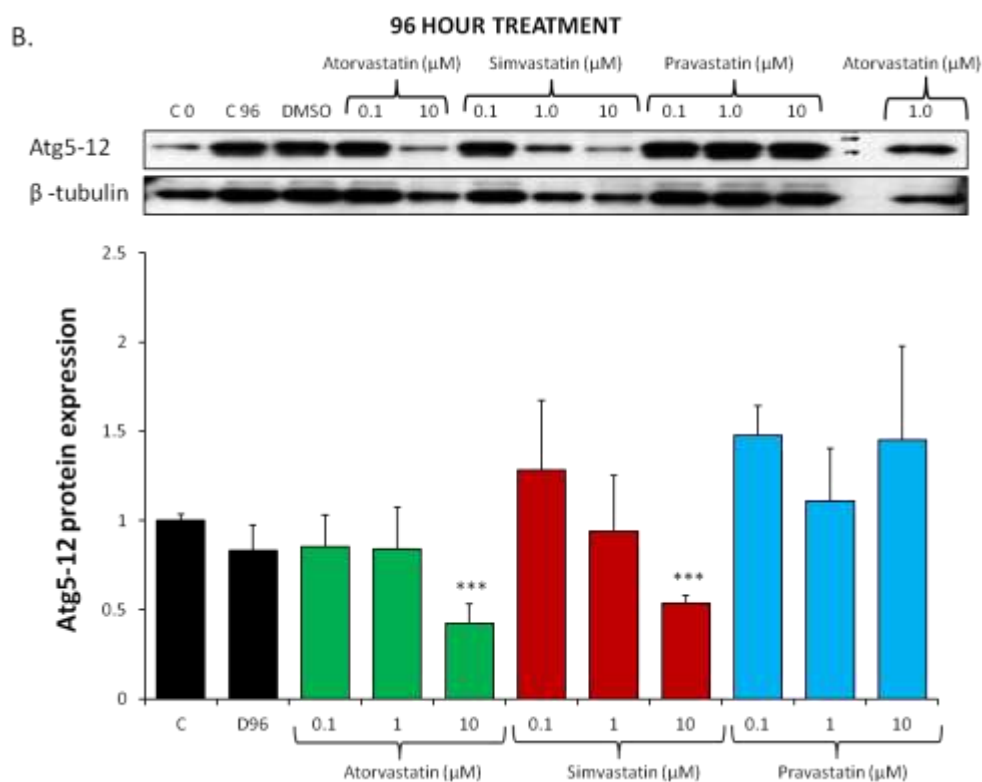 B.
96 HOUR TREATMENT
Atorvastatin (µM) Simvastatin (µM) Pravastatin (µM) Atorvastatin (µM)
C 0 C 96 DMSO 0.1 10 0.1 1.0 10 0.1 1.0 10 1.0
Atg5-12
β -tubulin
Atg5-12 protein expression
2.5
2
1.5
1
0.5
0
***
***
C D96 0.1 1 10 0.1 1 10 0.1 1 10
Atorvastatin (µM) Simvastatin (µM) Pravastatin (µM)